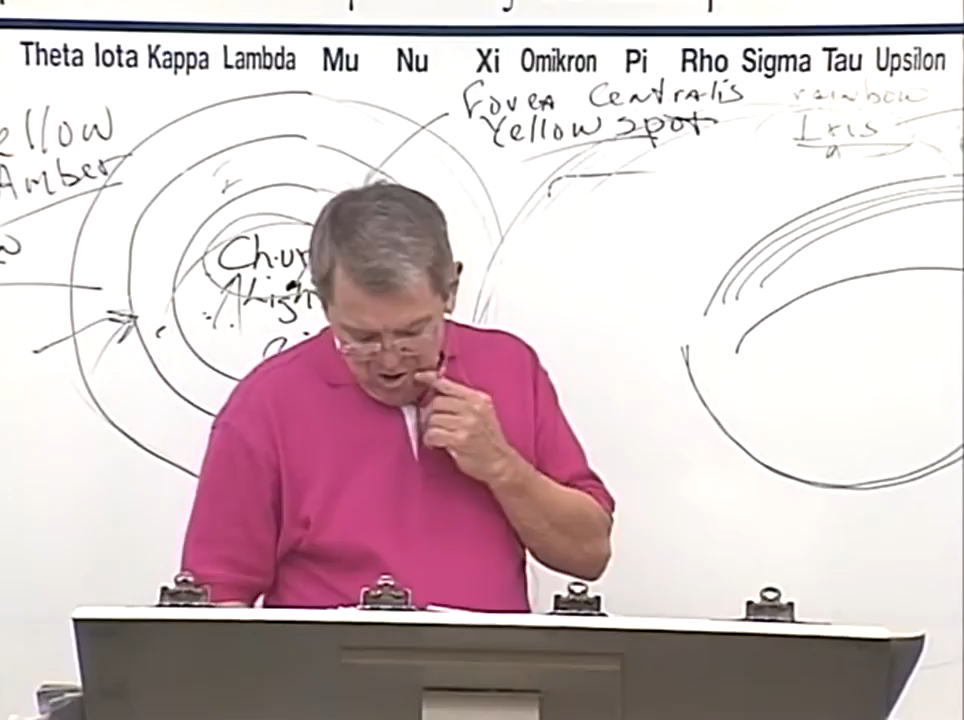 Theta Iota Kappa Lambda Mu Nu Xi Omikron Pi Rho Sigma Tau Upsilon
Fovea Centralis rainbow
Yellow spot Iris
ellow
Amber
w
Chur
Ligh